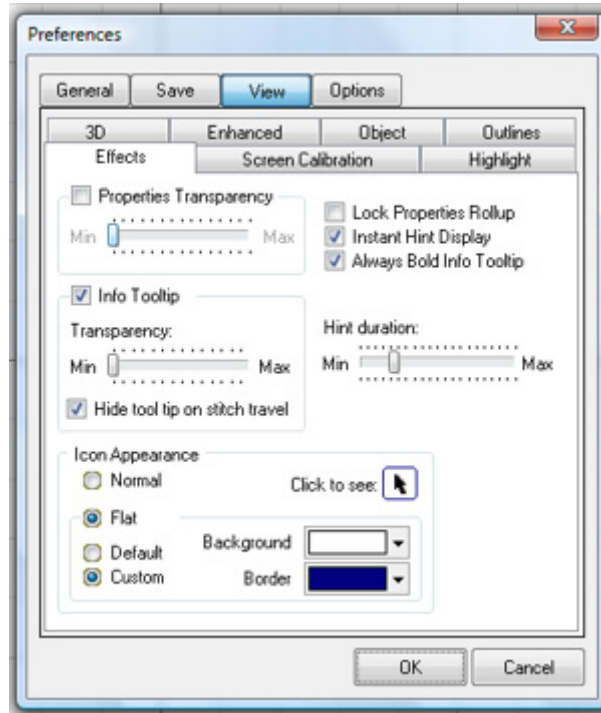 Preferences
General Save View Options
3D Enhanced Object Outlines
Effects Screen Calibration Highlight
Properties Transparency
Min Max
Lock Properties Rollup
Instant Hint Display
Always Bold Info Tooltip
Info Tooltip
Transparency:
Min Max
Hide tool tip on stitch travel
Hint duration:
Min Max
Icon Appearance
Normal
Click to see:
Flat
Default
Custom
Background
Border
OK Cancel